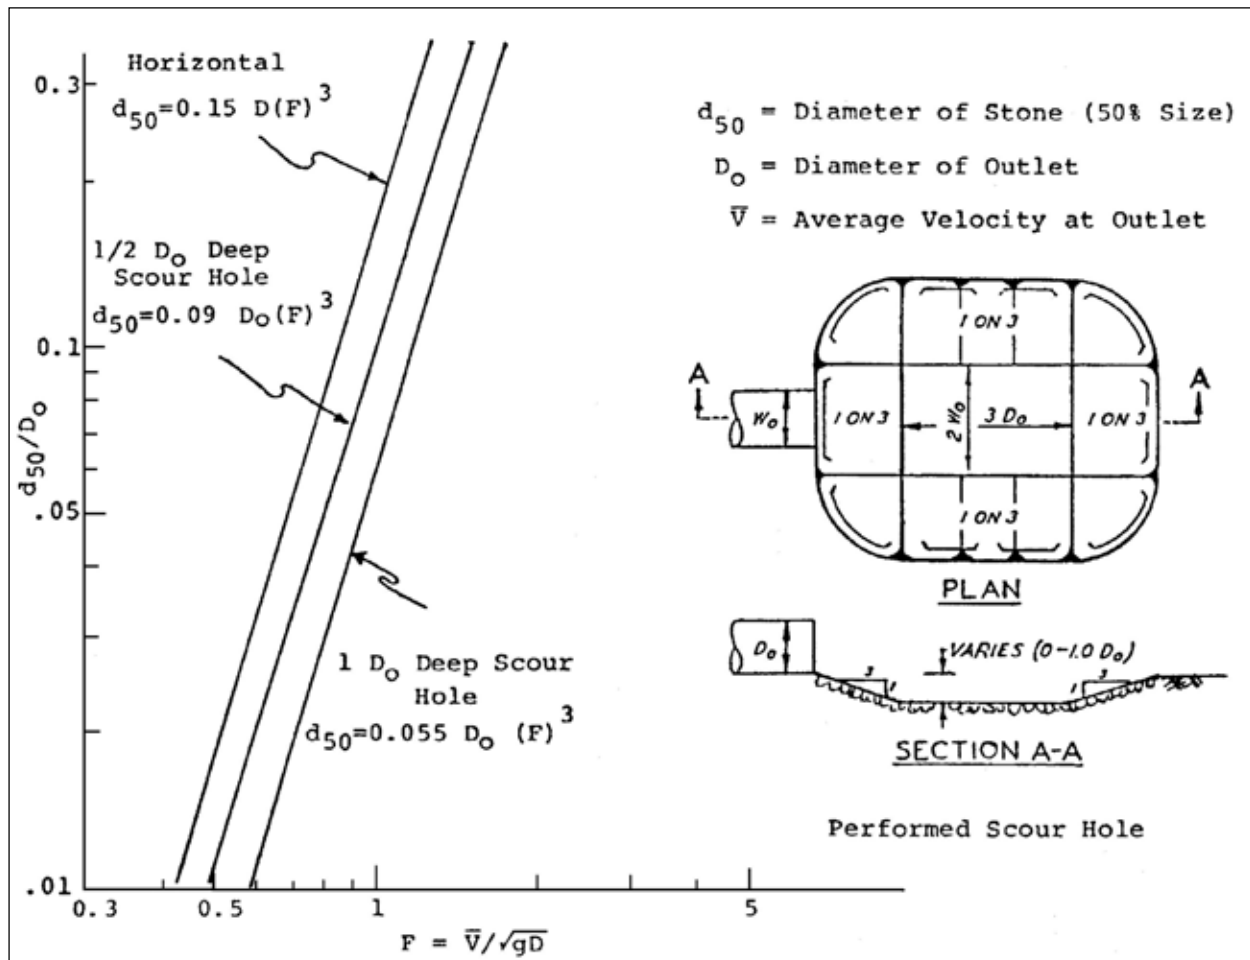 0.3
0.1
.05
.01
d50/Do
0.3
0.5
1
5
F = V̅/√gD
Horizontal
d50=0.15 D(F)³
1/2 Do Deep
Scour Hole
d50=0.09 Do(F)³
1 Do Deep Scour
Hole
d50=0.055 Do (F)³
d50 = Diameter of Stone (50% Size)
Do = Diameter of Outlet
V̅ = Average Velocity at Outlet
1 ON 3
A
A
Wo
1 ON 3
2 Wo
3 Do
1 ON 3
1 ON 3
PLAN
Do
VARIES (0-1.0 Do)
3
1
3
1
SECTION A-A
Performed Scour Hole